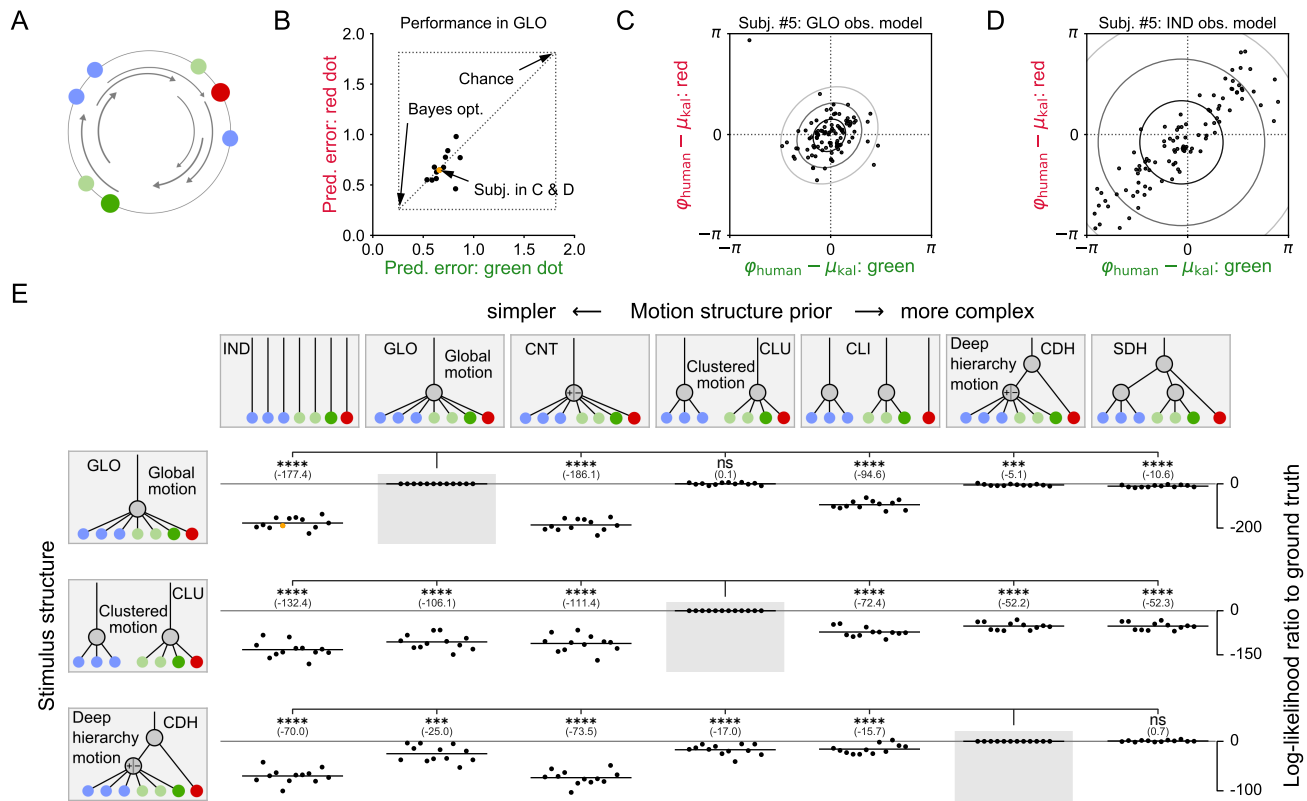 A
B
Performance in GLO
Pred. error: red dot
2.0
1.5
1.0
0.5
0.0
Chance
Bayes opt.
Subj. in C & D
0.0 0.5 1.0 1.5 2.0
Pred. error: green dot
C
Subj. #5: GLO obs. model
φhuman − μkal: red
π
0
−π
−π 0 π
φhuman − μkal: green
D
Subj. #5: IND obs. model
φhuman − μkal: red
π
0
−π
−π 0 π
φhuman − μkal: green
E
simpler ⟵ Motion structure prior ⟶ more complex
IND
GLO
Global
motion
CNT
+−
CLU
Clustered
motion
CLI
Deep
hierarchy
motion
CDH
+−
SDH
Stimulus structure
GLO
Global
motion
**** **** ns **** *** ****
(-177.4) (-186.1) (0.1) (-94.6) (-5.1) (-10.6)
0
-200
CLU
Clustered
motion
**** **** **** **** **** ****
(-132.4) (-106.1) (-111.4) (-72.4) (-52.2) (-52.3)
0
-150
Deep
hierarchy
motion
CDH
+−
**** *** **** **** **** ns
(-70.0) (-25.0) (-73.5) (-17.0) (-15.7) (0.7)
0
-100
Log-likelihood ratio to ground truth